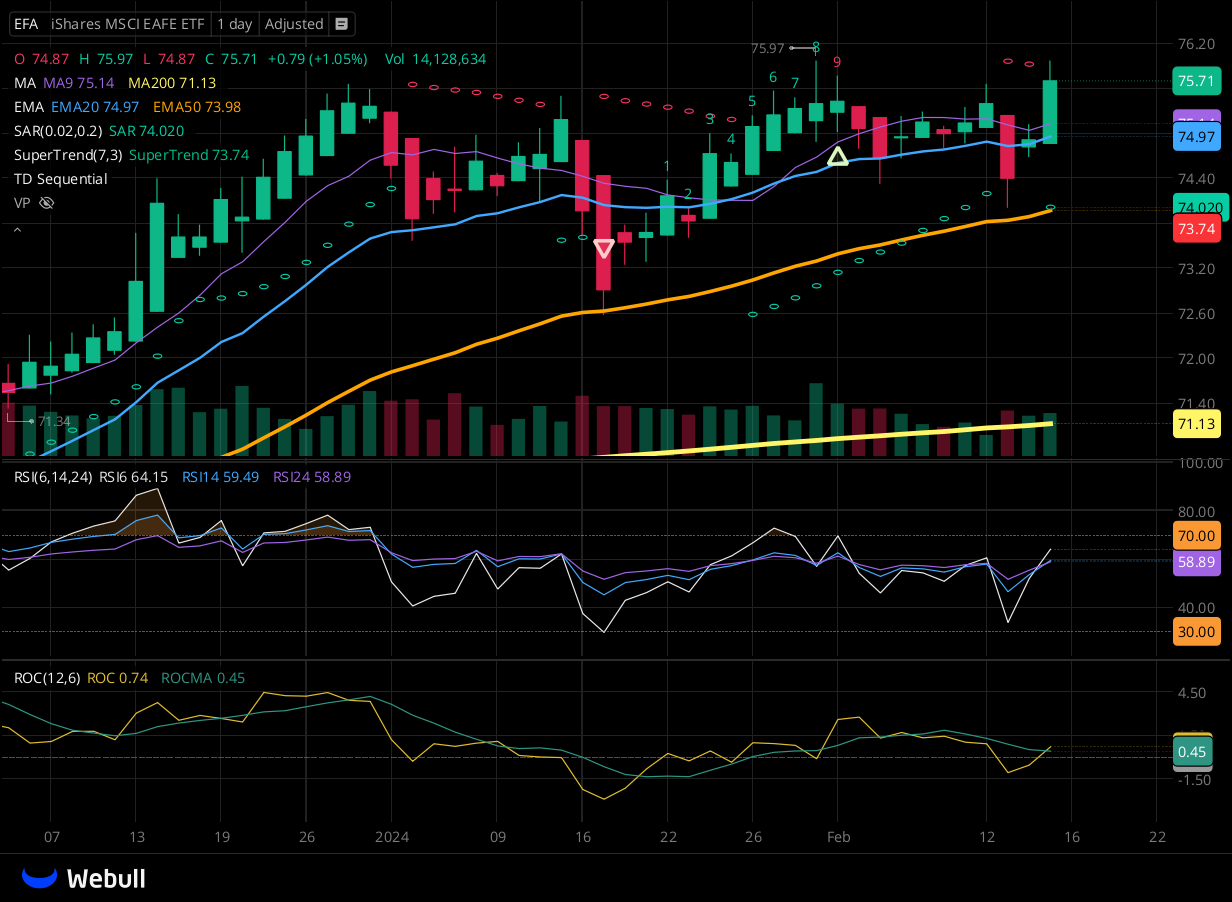 EFA iShares MSCI EAFE ETF 1 day Adjusted
O 74.87 H 75.97 L 74.87 C 75.71 +0.79 (+1.05%) Vol 14,128,634
MA MA9 75.14 MA200 71.13
EMA EMA20 74.97 EMA50 73.98
SAR(0.02,0.2) SAR 74.020
SuperTrend(7,3) SuperTrend 73.74
TD Sequential
VP
75.97
8
9
6
7
5
3
4
1
2
71.34
76.20
75.71
74.97
74.40
74.020
73.74
73.20
72.60
72.00
71.40
71.13
RSI(6,14,24) RSI6 64.15 RSI14 59.49 RSI24 58.89
100.00
80.00
70.00
58.89
40.00
30.00
ROC(12,6) ROC 0.74 ROCMA 0.45
4.50
0.45
-1.50
07 13 19 26 2024 09 16 22 26 Feb 12 16 22
Webull